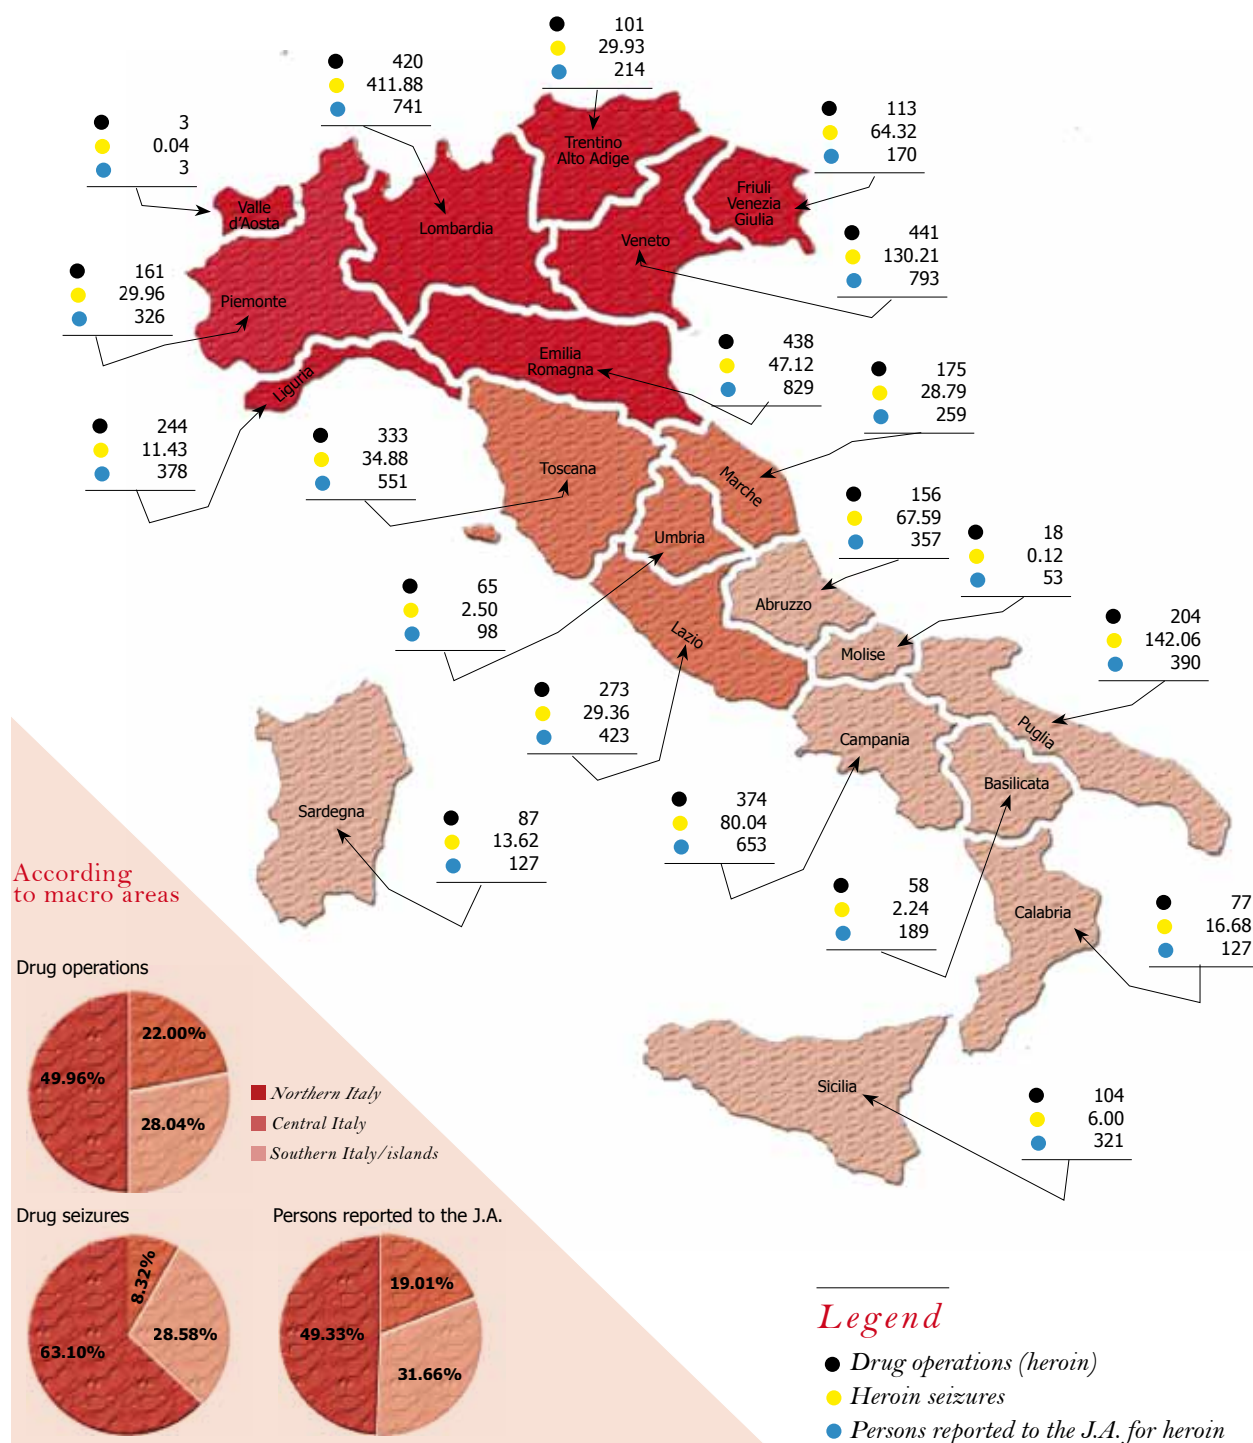 101
29.93
214
420
411.88
741
3
0.04
3
113
64.32
170
Trentino
Alto Adige
Friuli
Venezia
Giulia
Valle
d'Aosta
Lombardia
Veneto
441
130.21
793
161
29.96
326
Piemonte
Emilia
Romagna
438
47.12
829
175
28.79
259
Liguria
244
11.43
378
333
34.88
551
Toscana
Marche
156
67.59
357
18
0.12
53
Umbria
65
2.50
98
Abruzzo
Lazio
Molise
204
142.06
390
273
29.36
423
Campania
Puglia
Basilicata
Sardegna
87
13.62
127
374
80.04
653
58
2.24
189
Calabria
77
16.68
127
Sicilia
104
6.00
321
According
to macro areas
Drug operations
22.00%
49.96%
28.04%
Northern Italy
Central Italy
Southern Italy/islands
Drug seizures
8.32%
28.58%
63.10%
Persons reported to the J.A.
19.01%
49.33%
31.66%
Legend
Drug operations (heroin)
Heroin seizures
Persons reported to the J.A. for heroin